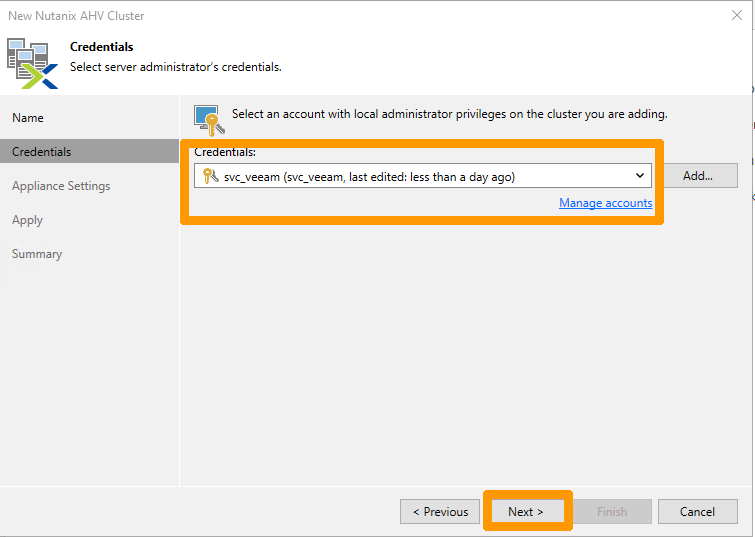 New Nutanix AHV Cluster
Credentials
Select server administrator's credentials.
Name
Credentials
Appliance Settings
Apply
Summary
Select an account with local administrator privileges on the cluster you are adding.
Credentials:
svc_veeam (svc_veeam, last edited: less than a day ago)
Add...
Manage accounts
< Previous
Next >
Finish
Cancel